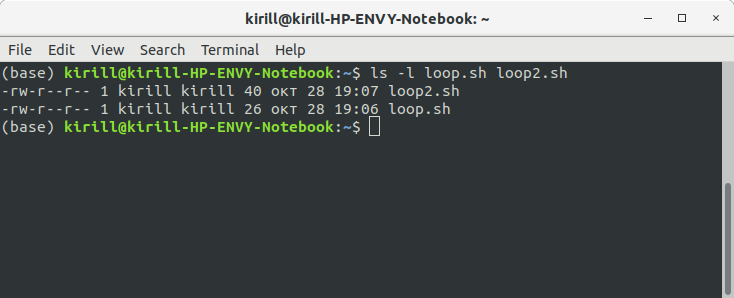 kirill@kirill-HP-ENVY-Notebook: ~
File Edit View Search Terminal Help
(base) kirill@kirill-HP-ENVY-Notebook:~$ ls -l loop.sh loop2.sh
-rw-r--r-- 1 kirill kirill 40 окт 28 19:07 loop2.sh
-rw-r--r-- 1 kirill kirill 26 окт 28 19:06 loop.sh
(base) kirill@kirill-HP-ENVY-Notebook:~$